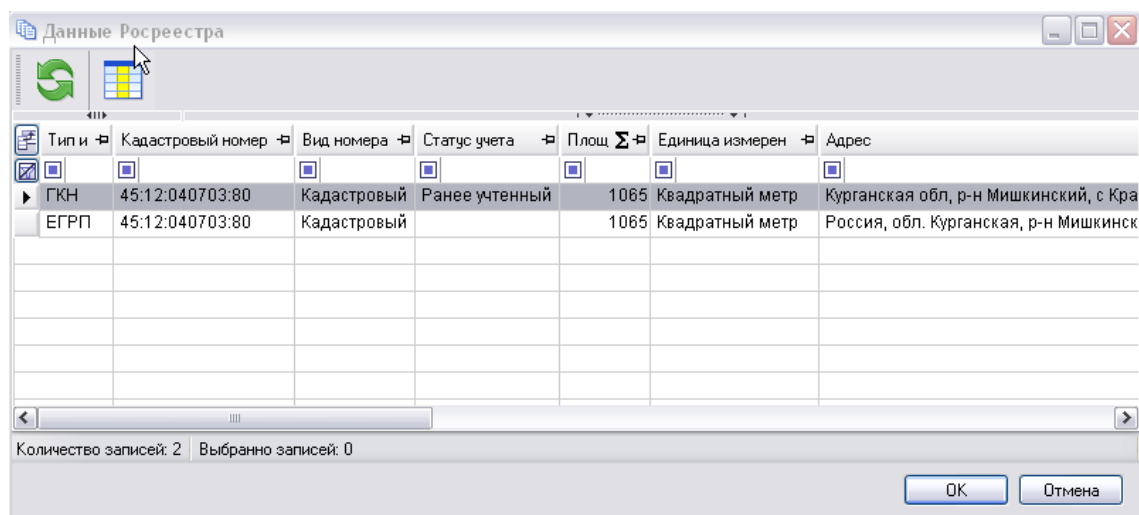 Данные Росреестра
Тип и Кадастровый номер Вид номера Статус учета Площ Σ Единица измерен Адрес
ГКН 45:12:040703:80 Кадастровый Ранее учтенный 1065 Квадратный метр Курганская обл, р-н Мишкинский, с Кра
ЕГРП 45:12:040703:80 Кадастровый 1065 Квадратный метр Россия, обл. Курганская, р-н Мишкинск
Количество записей: 2 Выбранно записей: 0
ОК Отмена